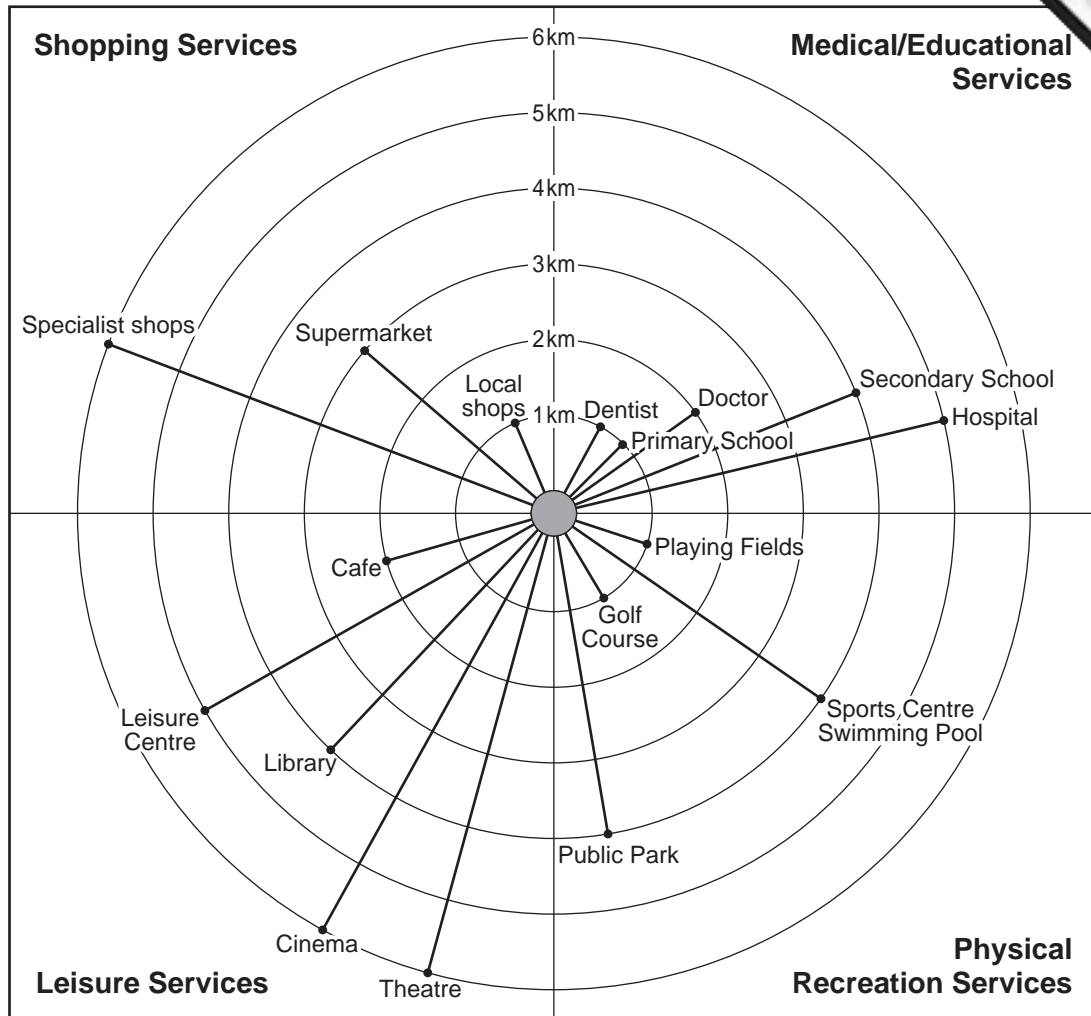 Shopping Services
Medical/Educational
Services
6km
5km
4km
3km
2km
1km
Specialist shops
Supermarket
Local
shops
Dentist
Doctor
Primary School
Secondary School
Hospital
Cafe
Leisure
Centre
Library
Cinema
Theatre
Playing Fields
Golf
Course
Sports Centre
Swimming Pool
Public Park
Leisure Services
Physical
Recreation Services